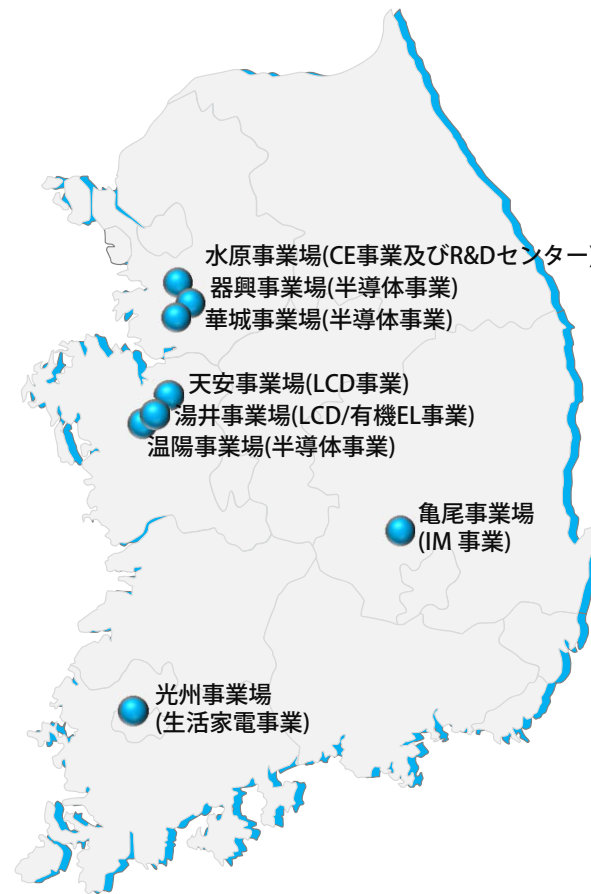 水原事業場(CE事業及びR&Dセンター)
器興事業場(半導体事業)
華城事業場(半導体事業)
天安事業場(LCD事業)
湯井事業場(LCD/有機EL事業)
温陽事業場(半導体事業)
亀尾事業場
(IM 事業)
光州事業場
(生活家電事業)